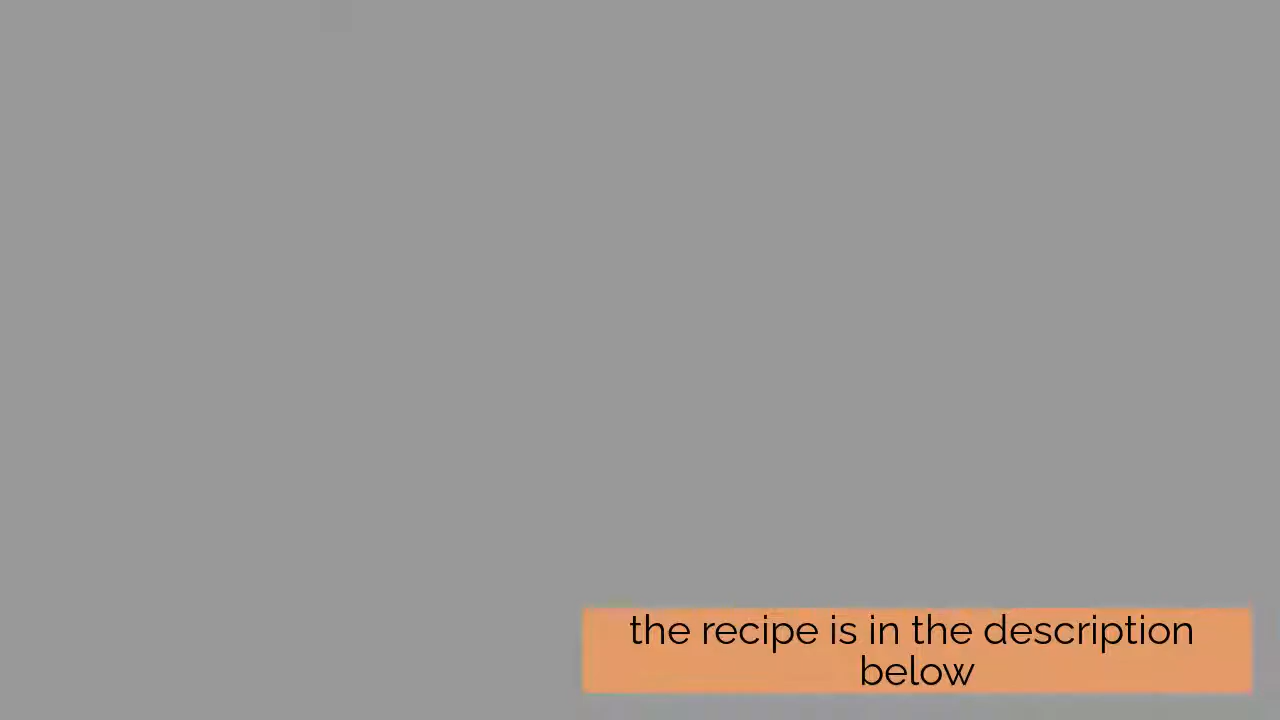 the recipe is in the description
below